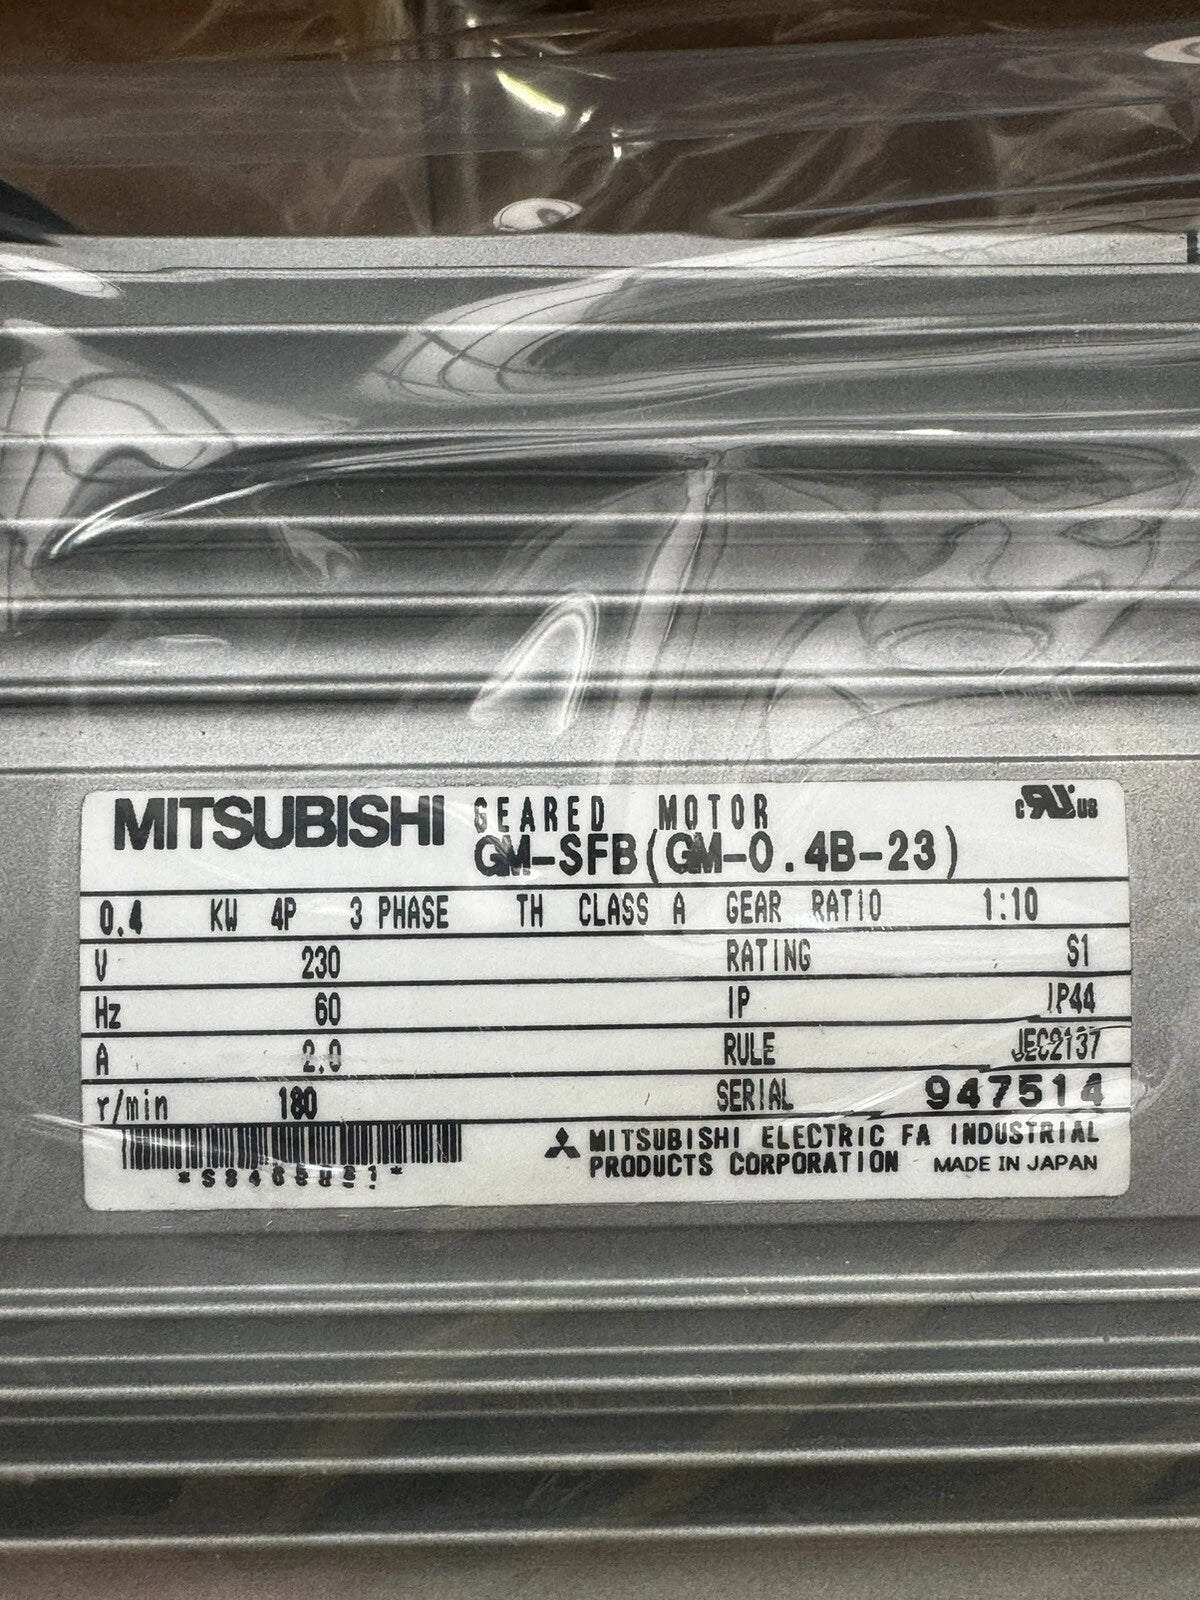 MITSUBISHI GEARED MOTOR
GM-SFB(GM-0.4B-23)
c RU us
0.4 KW 4P 3 PHASE TH CLASS A GEAR RATIO 1:10
V 230 RATING S1
Hz 60 IP IP44
A 2.0 RULE JEC2137
r/min 180 SERIAL 947514
MITSUBISHI ELECTRIC FA INDUSTRIAL
PRODUCTS CORPORATION MADE IN JAPAN